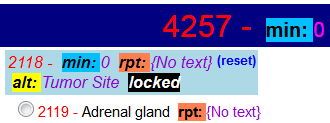 4257 - min: 0
2118 - min: 0 rpt: {No text} (reset)
alt: Tumor Site locked
2119 - Adrenal gland rpt: {No text}